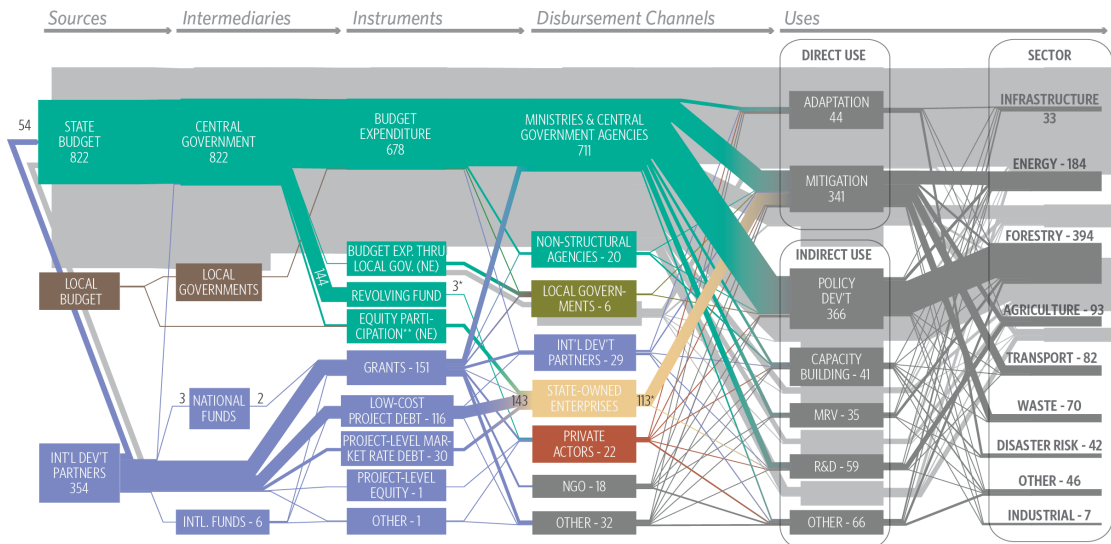 Sources
Intermediaries
Instruments
Disbursement Channels
Uses
54
STATE
BUDGET
822
CENTRAL
GOVERNMENT
822
BUDGET
EXPENDITURE
678
MINISTRIES & CENTRAL
GOVERNMENT AGENCIES
711
DIRECT USE
ADAPTATION
44
MITIGATION
341
SECTOR
INFRASTRUCTURE
33
ENERGY - 184
LOCAL
BUDGET
LOCAL
GOVERNMENTS
144
BUDGET EXP. THRU
LOCAL GOV. (NE)
REVOLVING FUND
3*
EQUITY PARTI-
CIPATION** (NE)
NON-STRUCTURAL
AGENCIES - 20
LOCAL GOVERN-
MENTS - 6
INDIRECT USE
POLICY
DEV'T
366
FORESTRY - 394
AGRICULTURE - 93
GRANTS - 151
INT'L DEV'T
PARTNERS - 29
CAPACITY
BUILDING - 41
TRANSPORT - 82
3
NATIONAL
FUNDS
2
LOW-COST
PROJECT DEBT - 116
143
STATE-OWNED
ENTERPRISES
113*
MRV - 35
WASTE - 70
INT'L DEV'T
PARTNERS
354
PROJECT-LEVEL MAR-
KET RATE DEBT - 30
PRIVATE
ACTORS - 22
R&D - 59
DISASTER RISK - 42
PROJECT-LEVEL
EQUITY - 1
NGO - 18
OTHER - 46
INTL. FUNDS - 6
OTHER - 1
OTHER - 32
OTHER - 66
INDUSTRIAL - 7